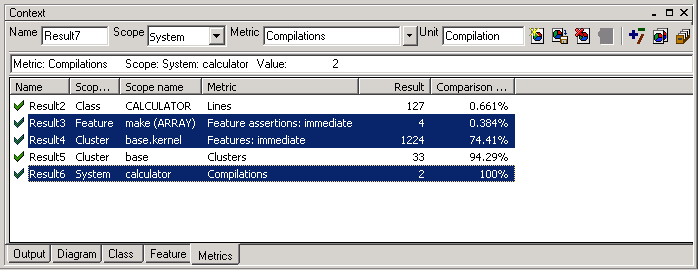 Context
Name Result7 Scope System Metric Compilations Unit Compilation
Metric: Compilations Scope: System: calculator Value: 2
Name Scop... Scope name Metric Result Comparison ...
Result2 Class CALCULATOR Lines 127 0.661%
Result3 Feature make (ARRAY) Feature assertions: immediate 4 0.384%
Result4 Cluster base.kernel Features: immediate 1224 74.41%
Result5 Cluster base Clusters 33 94.29%
Result6 System calculator Compilations 2 100%
Output Diagram Class Feature Metrics